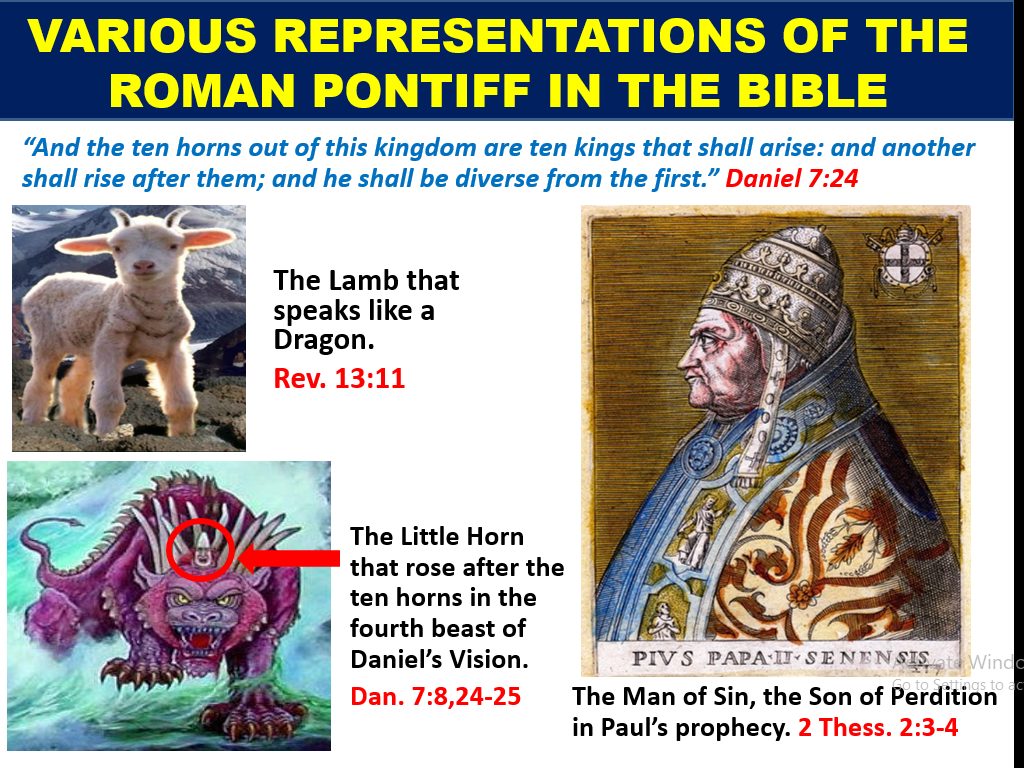 VARIOUS REPRESENTATIONS OF THE
ROMAN PONTIFF IN THE BIBLE
“And the ten horns out of this kingdom are ten kings that shall arise: and another
shall rise after them; and he shall be diverse from the first.” Daniel 7:24
The Lamb that
speaks like a
Dragon.
Rev. 13:11
The Little Horn
that rose after the
ten horns in the
fourth beast of
Daniel’s Vision.
Dan. 7:8,24-25
PIVS PAPA·II·SENENSIS
The Man of Sin, the Son of Perdition
in Paul’s prophecy. 2 Thess. 2:3-4
Activate Windo
Go to Settings to ac